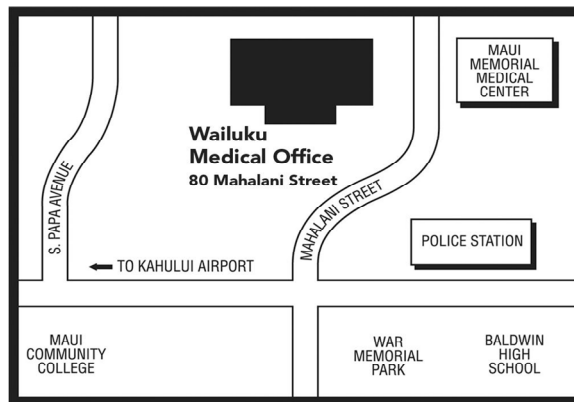 MAUI
MEMORIAL
MEDICAL
CENTER
Wailuku
Medical Office
80 Mahalani Street
S. PAPA AVENUE
MAHALANI STREET
POLICE STATION
TO KAHULUI AIRPORT
MAUI
COMMUNITY
COLLEGE
WAR
MEMORIAL
PARK
BALDWIN
HIGH
SCHOOL